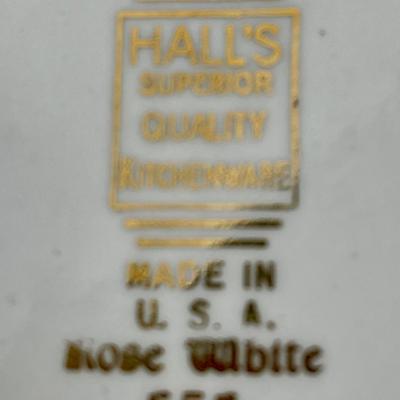 HALL'S
SUPERIOR
QUALITY
KITCHENWARE
MADE IN
U. S. A.
Rose White